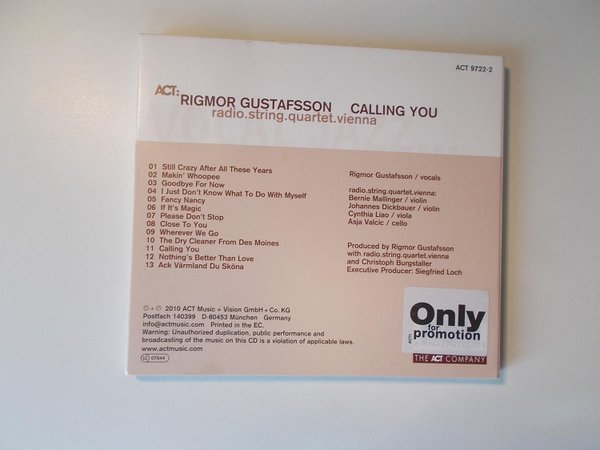 ACT 9722-2
ACT: RIGMOR GUSTAFSSON CALLING YOU
radio.string.quartet.vienna
01 Still Crazy After All These Years
02 Makin' Whoopee
03 Goodbye For Now
04 I Just Don't Know What To Do With Myself
05 Fancy Nancy
06 If It's Magic
07 Please Don't Stop
08 Close To You
09 Wherever We Go
10 The Dry Cleaner From Des Moines
11 Calling You
12 Nothing's Better Than Love
13 Ack Värmland Du Sköna
Rigmor Gustafsson / vocals
radio.string.quartet.vienna:
Bernie Mallinger / violin
Johannes Dickbauer / violin
Cynthia Liao / viola
Asja Valcic / cello
Produced by Rigmor Gustafsson
with radio.string.quartet.vienna
and Christoph Burgstaller
Executive Producer: Siegfried Loch
© + ℗ 2010 ACT Music + Vision GmbH + Co. KG
Postfach 140399 D-80453 München Germany
info@actmusic.com Printed in the EC.
Warning: Unauthorized duplication, public performance and
broadcasting of the music on this CD is a violation of applicable laws.
actmusic.com
LC 07644
Only
for
promotion
THE ACT COMPANY